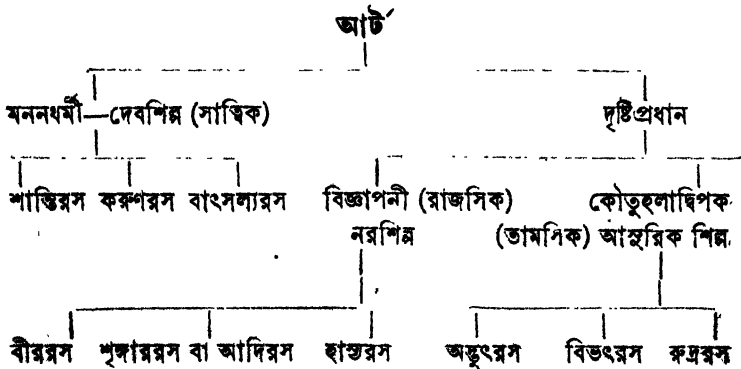 আর্ট
মননধর্মী—দেবশিল্প (সাত্বিক) দৃষ্টিপ্রধান
শান্তিরস করুণরস বাৎসল্যরস বিজ্ঞাপনী (রাজসিক) কৌতুহলাদ্বিপক
নরশিল্প (তামসিক) আসুরিক শিল্প
বীররস শৃঙ্গাররস বা আদিরস হাস্যরস অদ্ভুৎরস বিভৎরস রুদ্ররস